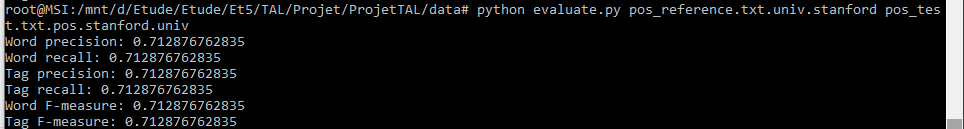 root@MSI:/mnt/d/Etude/Etude/Et5/TAL/Projet/ProjetTAL/data# python evaluate.py pos_reference.txt.univ.stanford pos_tes
t.txt.pos.stanford.univ
Word precision: 0.712876762835
Word recall: 0.712876762835
Tag precision: 0.712876762835
Tag recall: 0.712876762835
Word F-measure: 0.712876762835
Tag F-measure: 0.712876762835